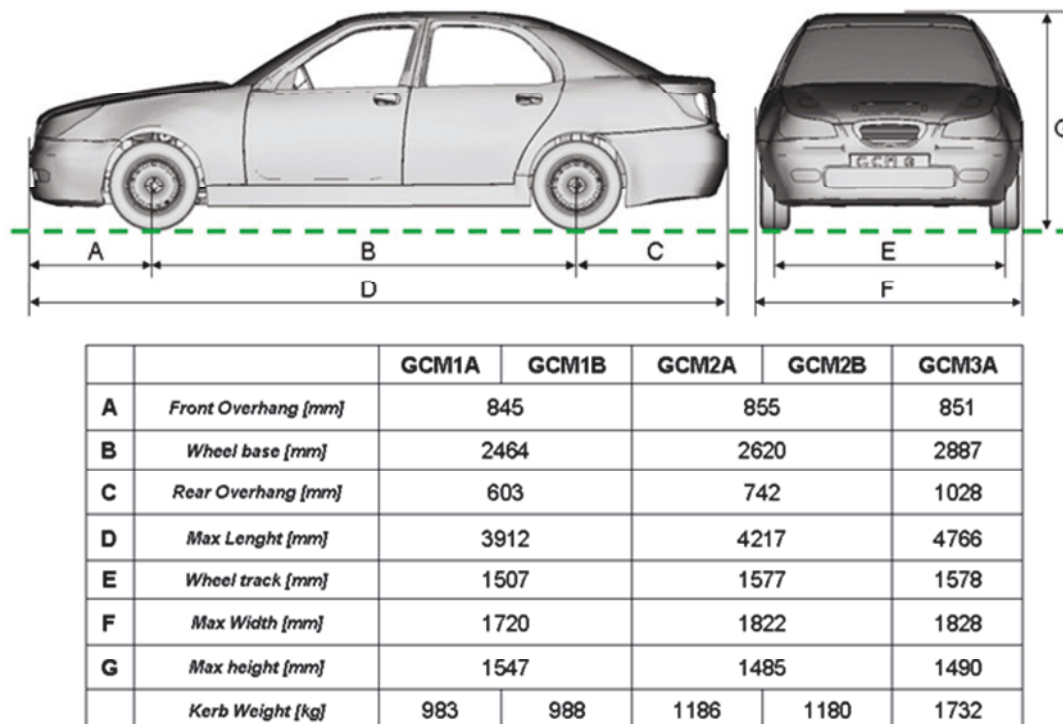 G C M G
G
A B C E
D F
GCM1A GCM1B GCM2A GCM2B GCM3A
A Front Overhang [mm] 845 855 851
B Wheel base [mm] 2464 2620 2887
C Rear Overhang [mm] 603 742 1028
D Max Lenght [mm] 3912 4217 4766
E Wheel track [mm] 1507 1577 1578
F Max Width [mm] 1720 1822 1828
G Max height [mm] 1547 1485 1490
Kerb Weight [kg] 983 988 1186 1180 1732